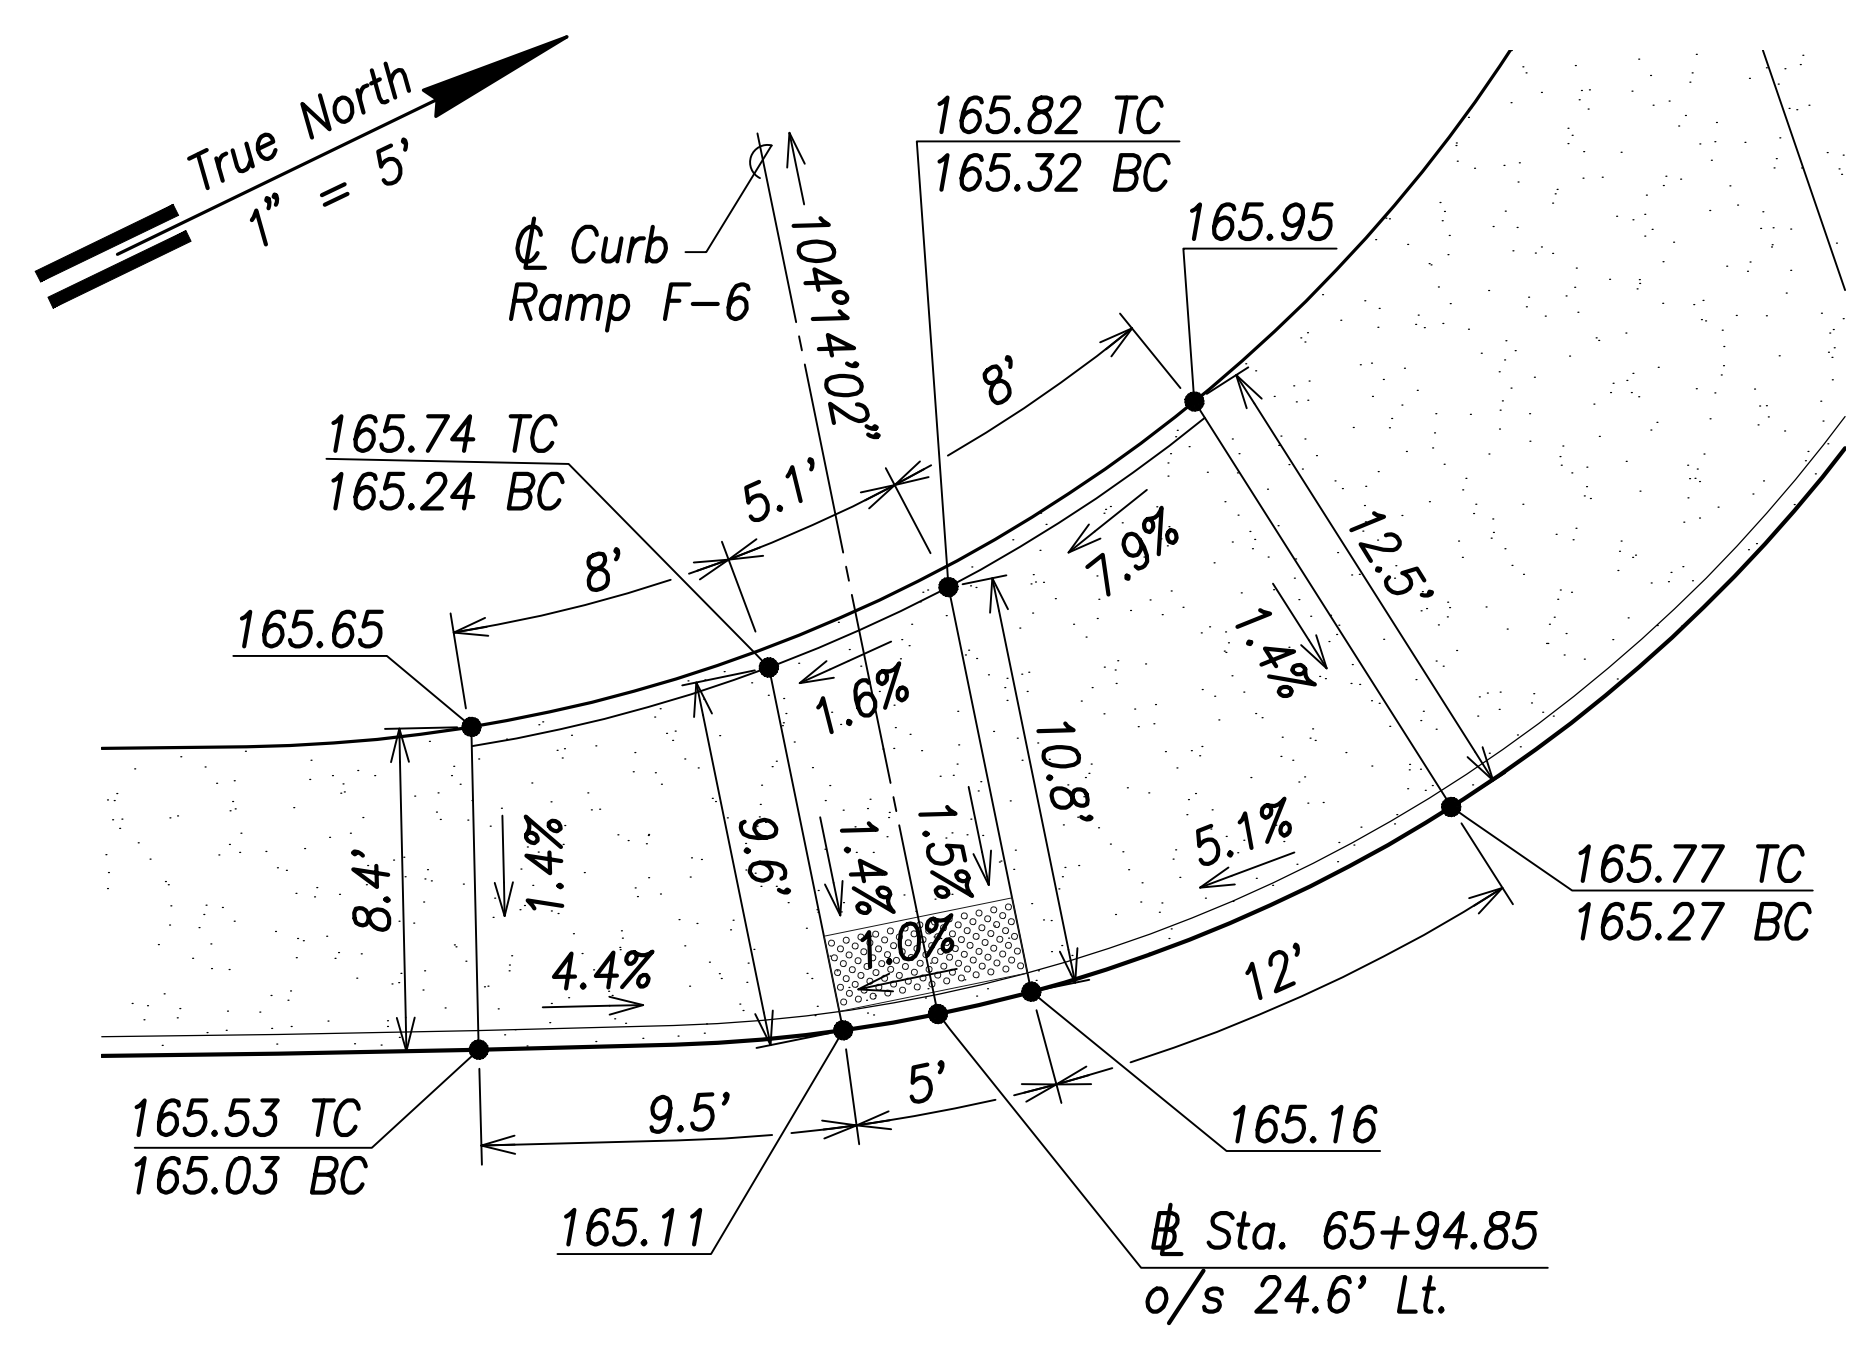 True North
1” = 5’
℄ Curb
Ramp F-6
104°14’02”
165.82 TC
165.32 BC
165.95
8’
165.74 TC
165.24 BC
5.1’
8’
165.65
7.9%
12.5’
1.4%
1.6%
10.8’
9.6’
1.4%
1.5%
1.0%
8.4’
1.4%
4.4%
5.1%
165.77 TC
165.27 BC
12’
5’
9.5’
165.53 TC
165.03 BC
165.16
165.11
BL Sta. 65+94.85
o/s 24.6’ Lt.